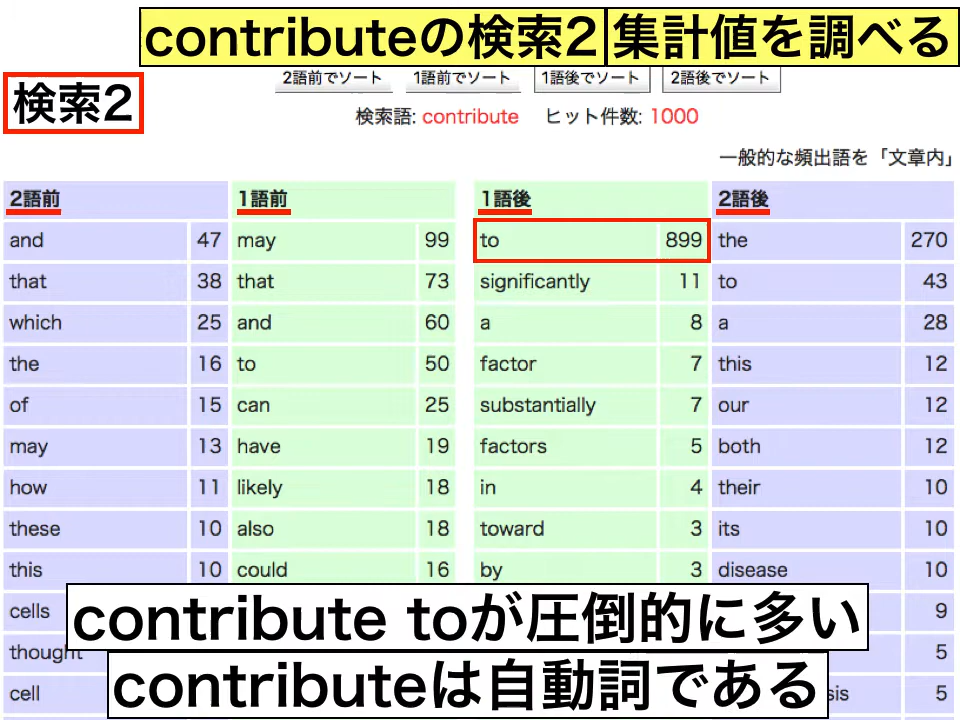 contributeの検索2 集計値を調べる
検索2
2語前でソート 1語前でソート 1語後でソート 2語後でソート
検索語: contribute ヒット件数: 1000
一般的な頻出語を「文章内」
2語前 1語前 1語後 2語後
and 47 may 99 to 899 the 270
that 38 that 73 significantly 11 to 43
which 25 and 60 a 8 a 28
the 16 to 50 factor 7 this 12
of 15 can 25 substantially 7 our 12
may 13 have 19 factors 5 both 12
how 11 likely 18 in 4 their 10
these 10 also 18 toward 3 its 10
this 10 could 16 by 3 disease 10
cells 9
contribute toが圧倒的に多い
thought 5
contributeは自動詞である
cell 5